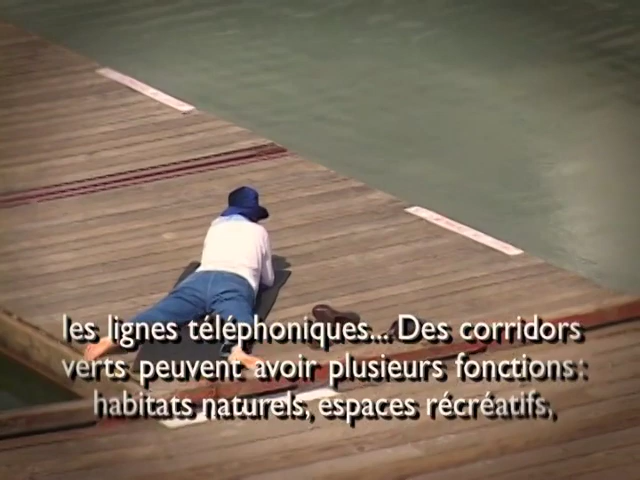 les lignes téléphoniques... Des corridors
verts peuvent avoir plusieurs fonctions:
habitats naturels, espaces récréatifs,